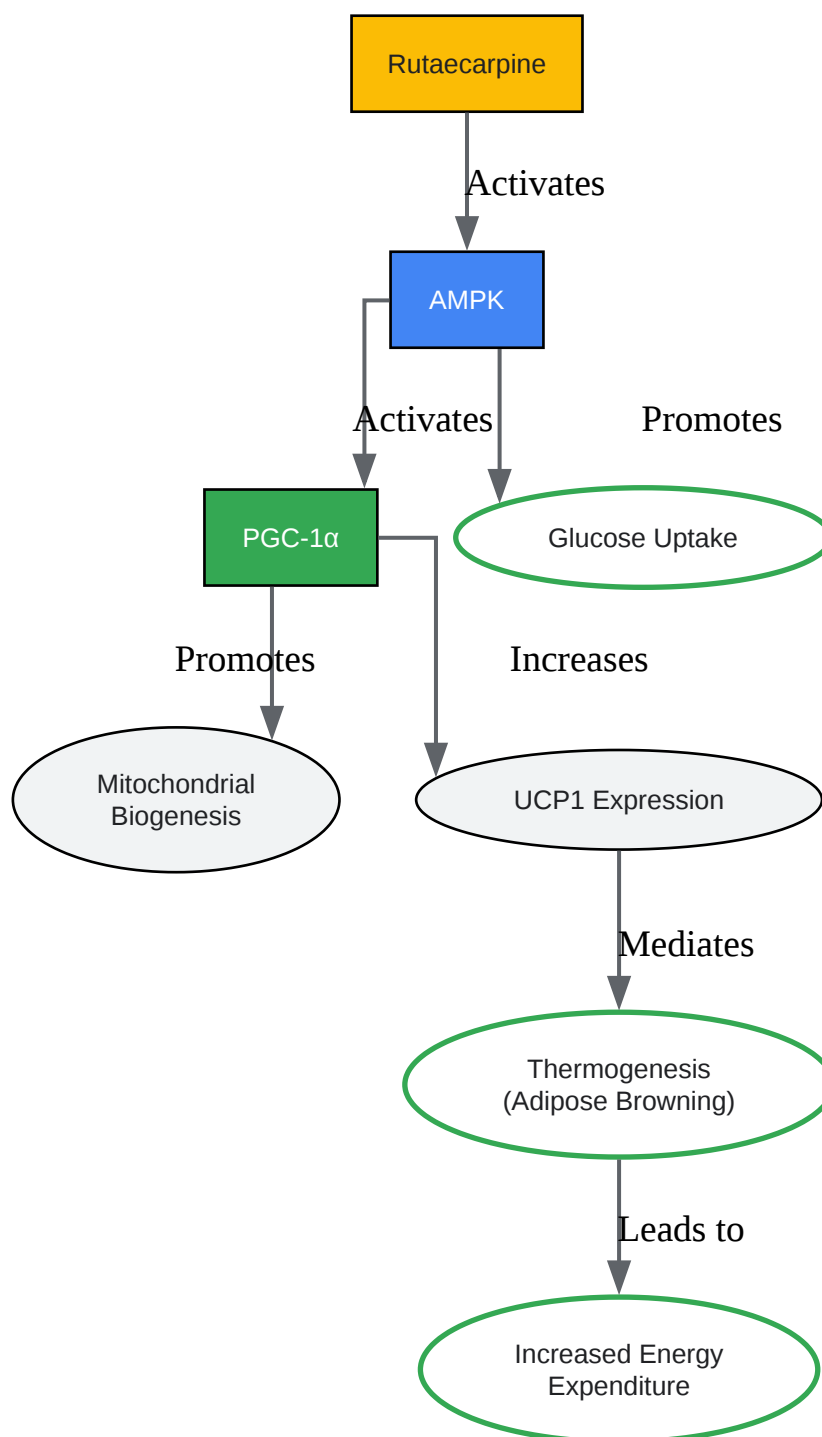 Rutaecarpine
Activates
AMPK
Activates
Promotes
PGC-1α
Glucose Uptake
Promotes
Increases
Mitochondrial
Biogenesis
UCP1 Expression
Mediates
Thermogenesis
(Adipose Browning)
Leads to
Increased Energy
Expenditure